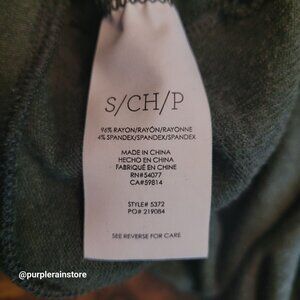 S/CH/P
96% RAYON/RAYÓN/RAYONNE
4% SPANDEX/SPANDEX/SPANDEX
MADE IN CHINA
HECHO EN CHINA
FABRIQUÉ EN CHINE
RN#54077
CA#59814
STYLE# 5372
PO# 219084
SEE REVERSE FOR CARE
@purplerainstore